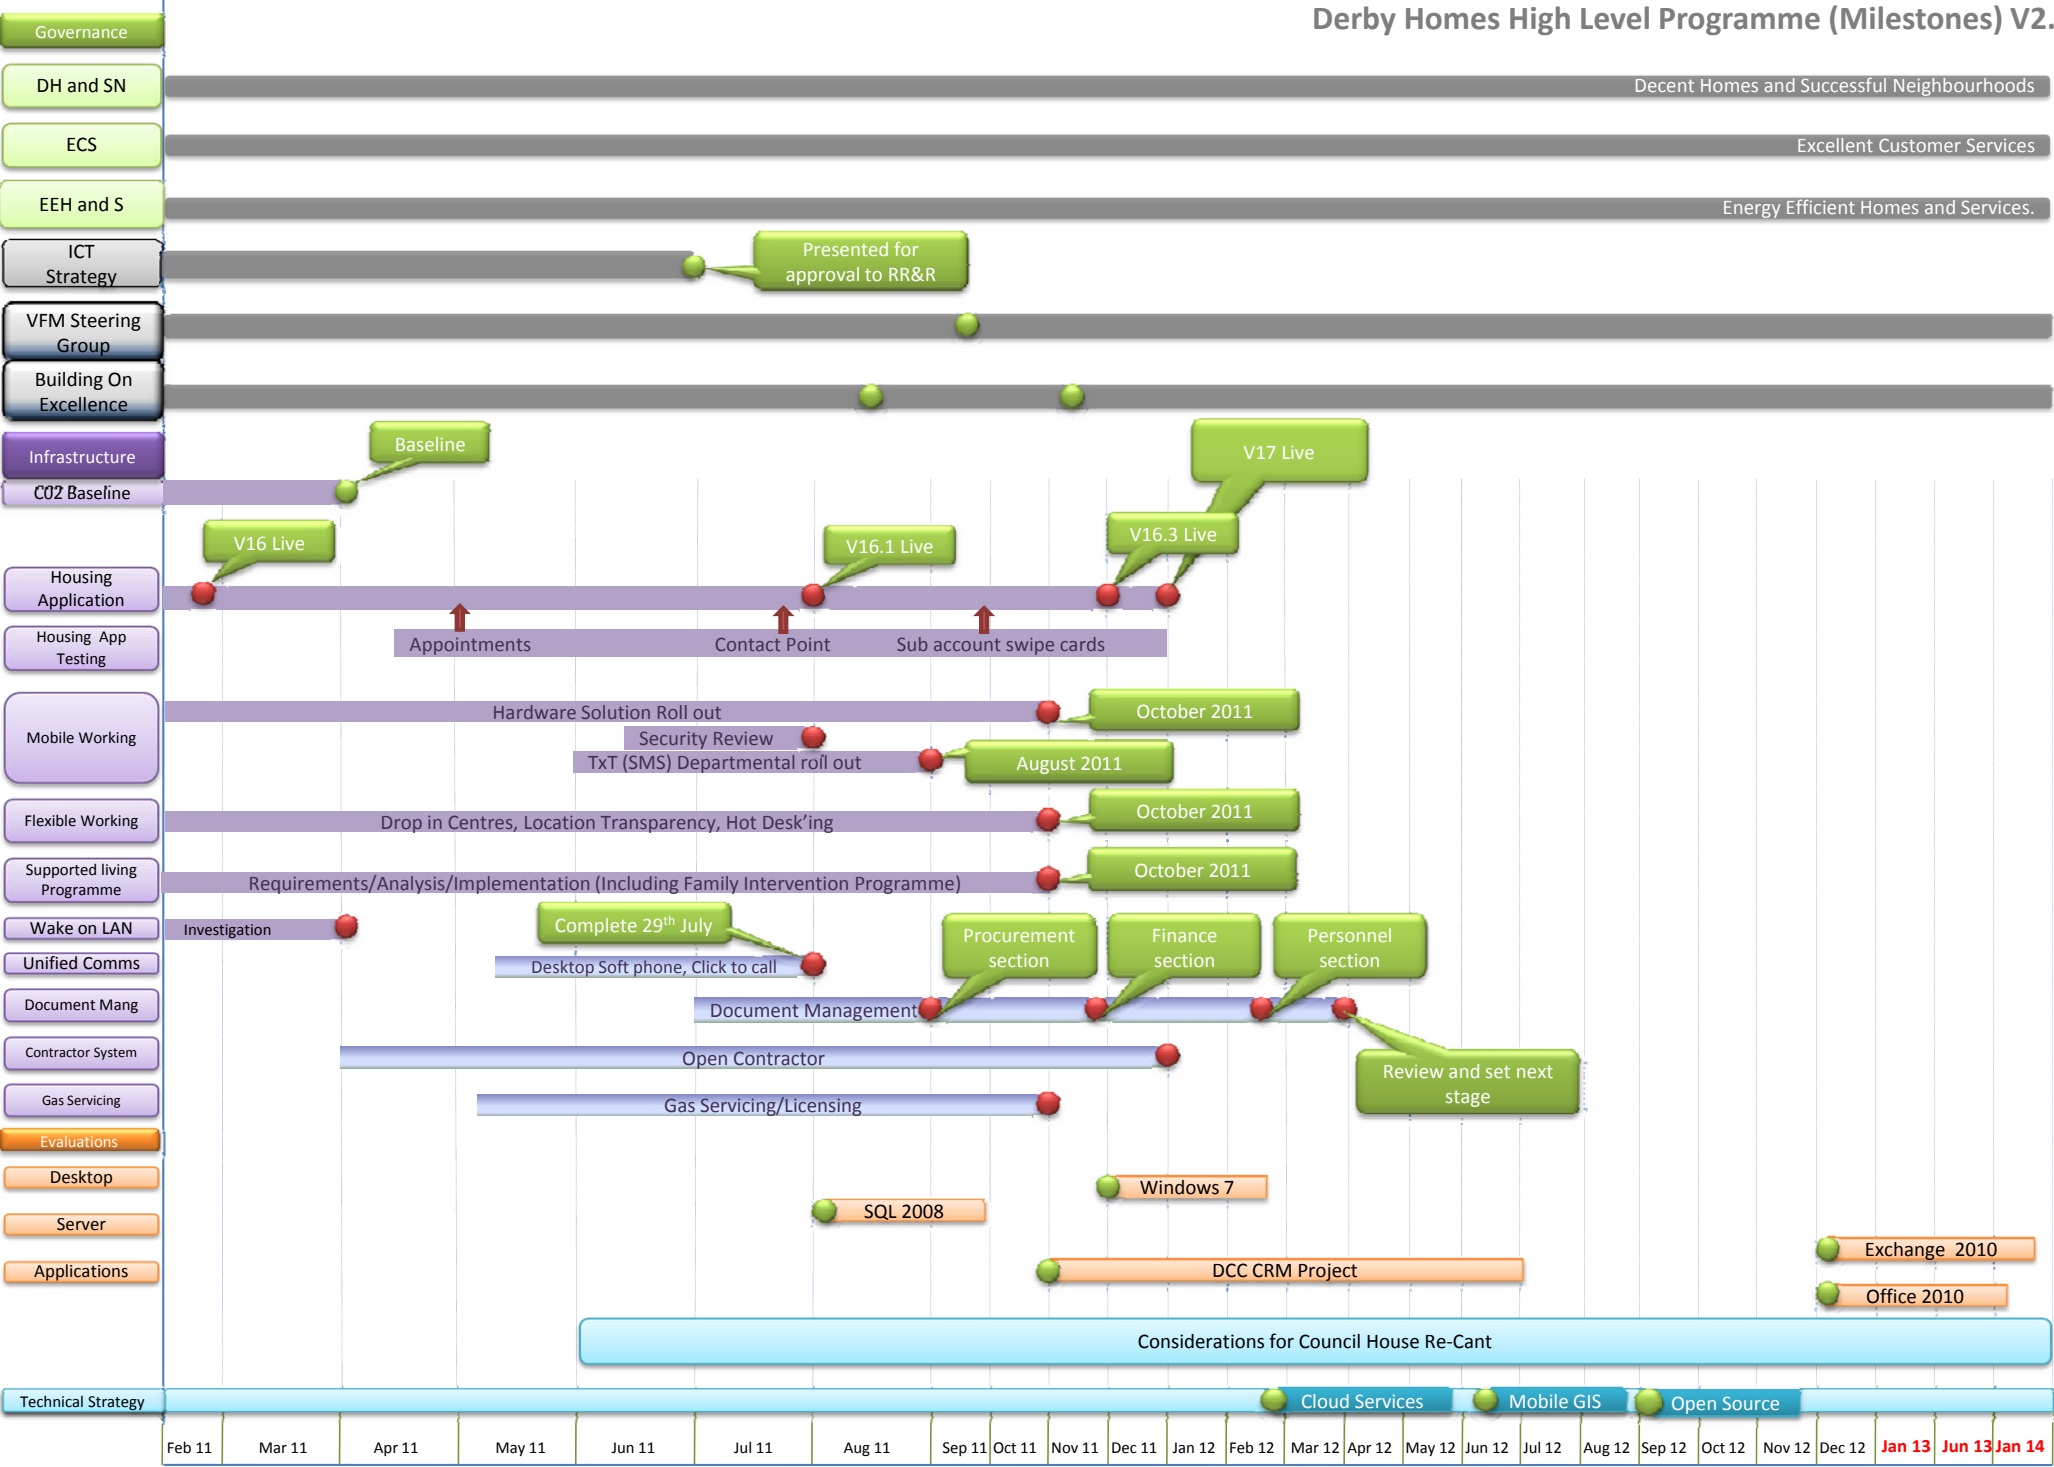 Derby Homes High Level Programme (Milestones) V2.
Governance
DH and SN
Decent Homes and Successful Neighbourhoods
ECS
Excellent Customer Services
EEH and S
Energy Efficient Homes and Services.
ICT
Strategy
Presented for
approval to RR&R
VFM Steering
Group
Building On
Excellence
Infrastructure
Baseline
V17 Live
C02 Baseline
V16 Live
V16.1 Live
V16.3 Live
Housing
Application
Housing App
Testing
Appointments
Contact Point
Sub account swipe cards
Mobile Working
Hardware Solution Roll out
October 2011
Security Review
TxT (SMS) Departmental roll out
August 2011
Flexible Working
Drop in Centres, Location Transparency, Hot Desk’ing
October 2011
Supported living
Programme
Requirements/Analysis/Implementation (Including Family Intervention Programme)
October 2011
Wake on LAN
Investigation
Complete 29th July
Procurement
section
Finance
section
Personnel
section
Unified Comms
Desktop Soft phone, Click to call
Document Mang
Document Management
Contractor System
Open Contractor
Review and set next
stage
Gas Servicing
Gas Servicing/Licensing
Evaluations
Desktop
Windows 7
Server
SQL 2008
Exchange 2010
Applications
DCC CRM Project
Office 2010
Considerations for Council House Re-Cant
Technical Strategy
Cloud Services
Mobile GIS
Open Source
Feb 11 Mar 11 Apr 11 May 11 Jun 11 Jul 11 Aug 11 Sep 11 Oct 11 Nov 11 Dec 11 Jan 12 Feb 12 Mar 12 Apr 12 May 12 Jun 12 Jul 12 Aug 12 Sep 12 Oct 12 Nov 12 Dec 12 Jan 13 Jun 13 Jan 14